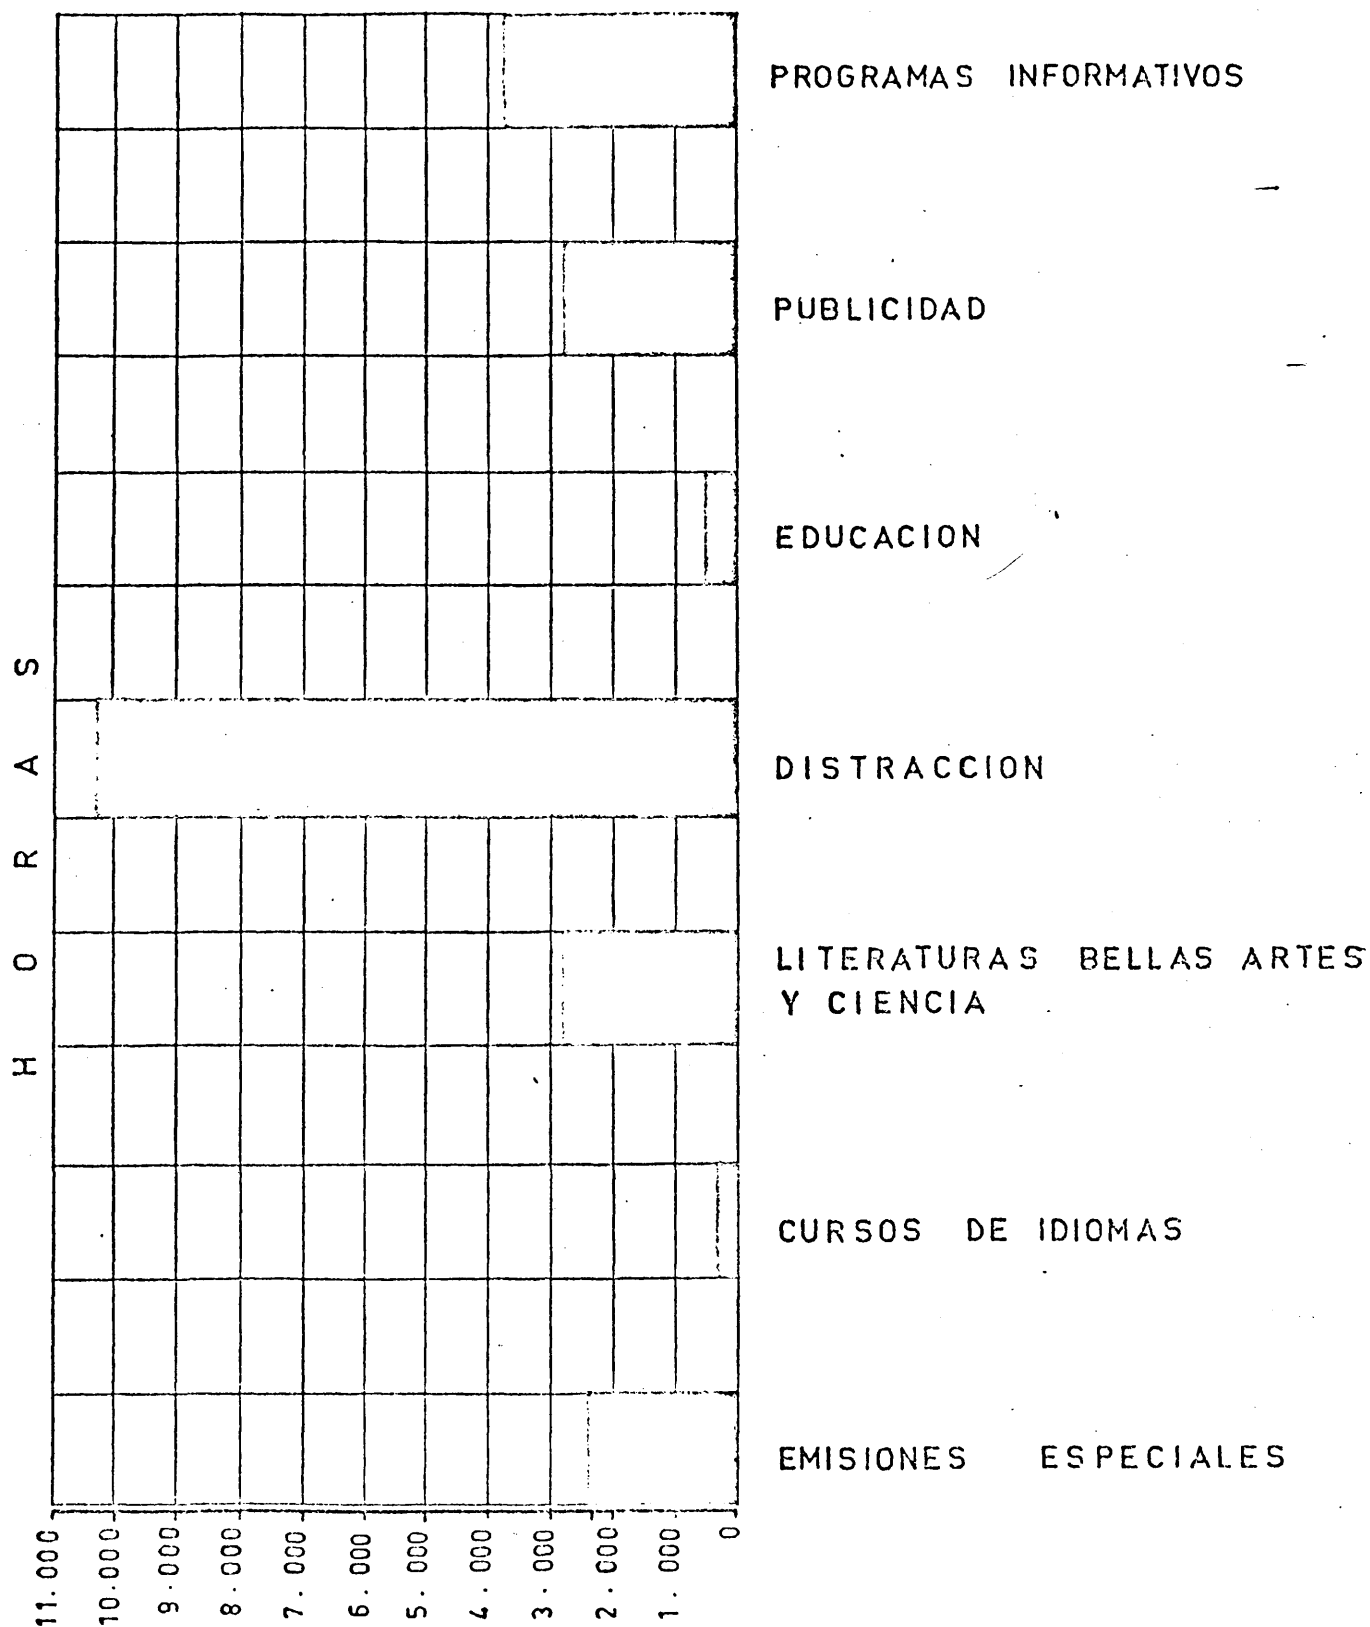 PROGRAMAS INFORMATIVOS
PUBLICIDAD
EDUCACION
DISTRACCION
LITERATURAS BELLAS ARTES
Y CIENCIA
CURSOS DE IDIOMAS
EMISIONES ESPECIALES
HORAS
11.000
10.000
9.000
8.000
7.000
6.000
5.000
4.000
3.000
2.000
1.000
0